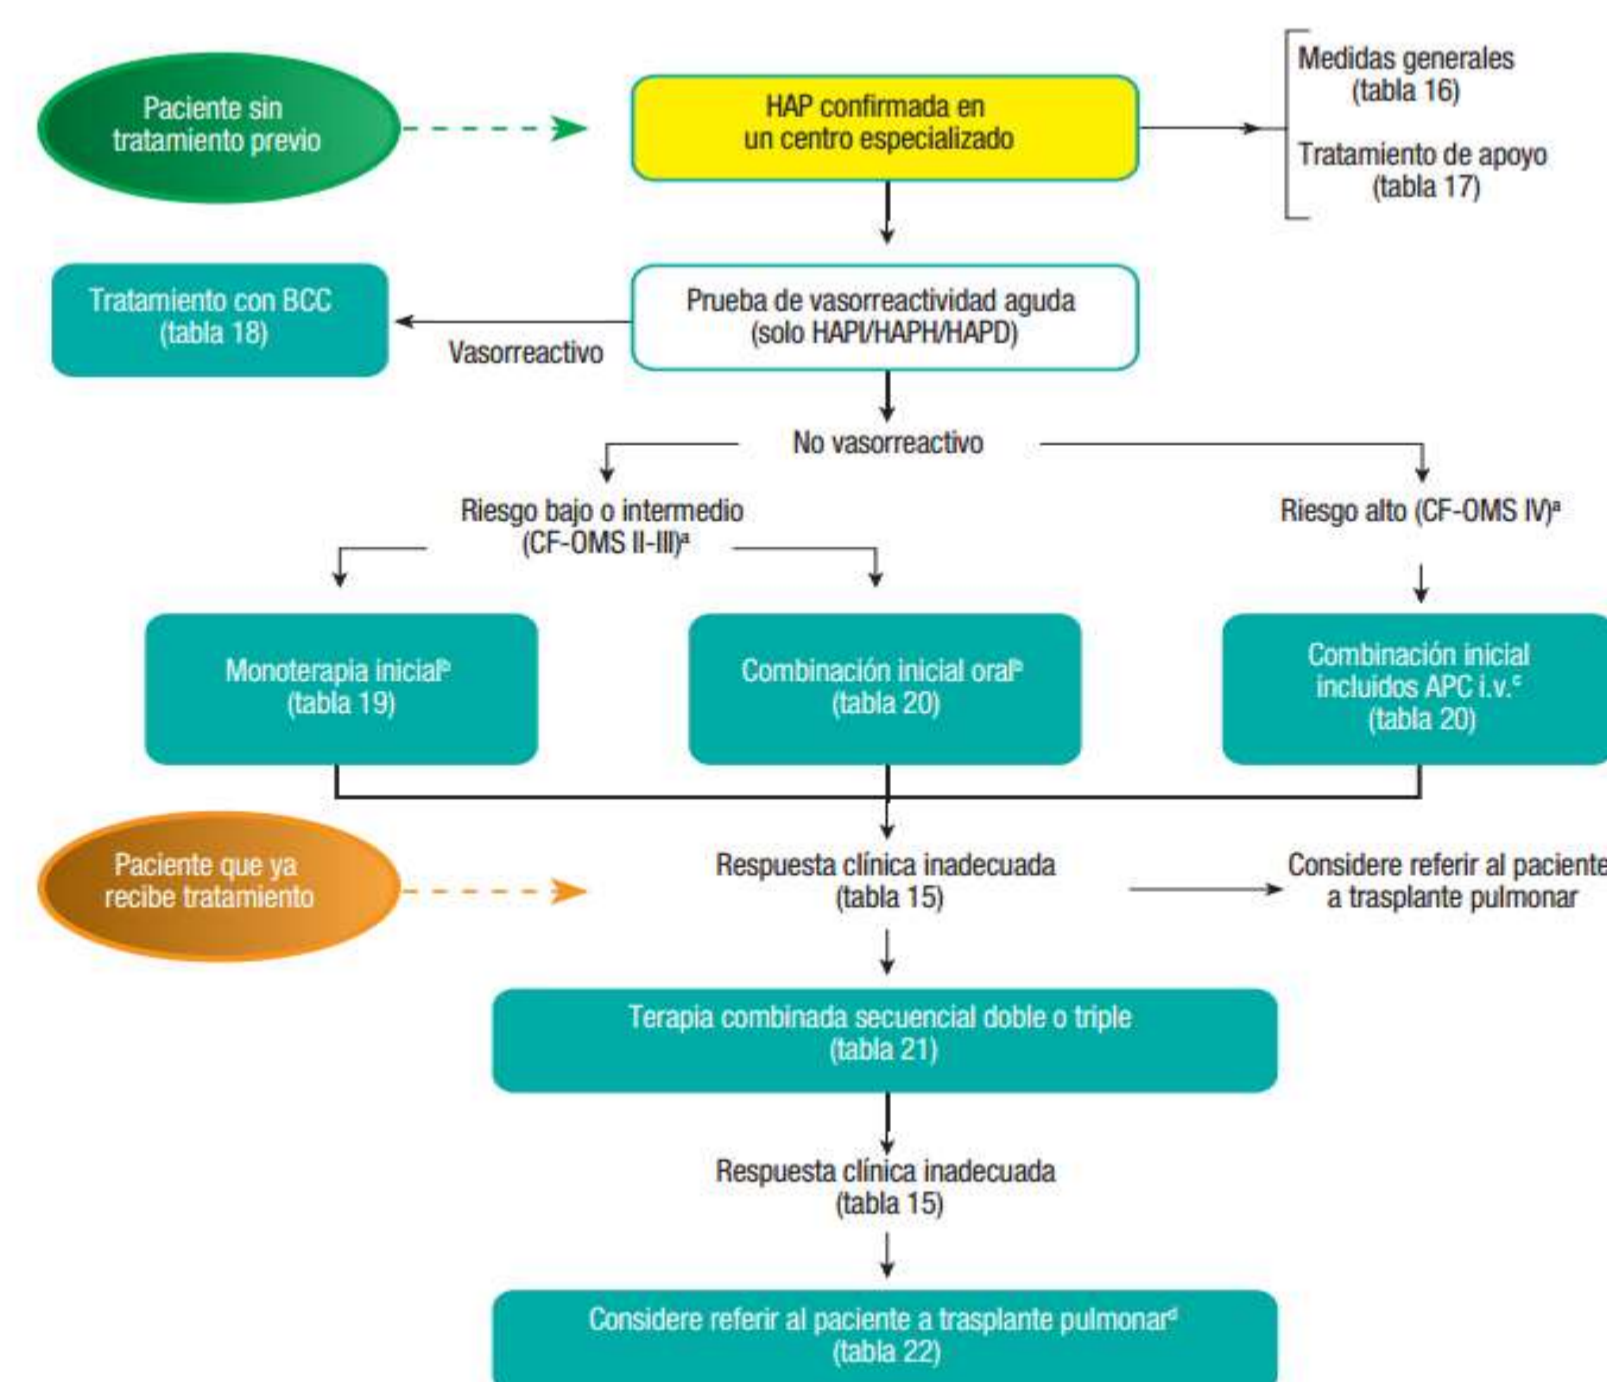 Paciente sin
tratamiento previo
HAP confirmada en
un centro especializado
Medidas generales
(tabla 16)
Tratamiento de apoyo
(tabla 17)
Tratamiento con BCC
(tabla 18)
Vasorreactivo
Prueba de vasorreactividad aguda
(solo HAPI/HAPH/HAPD)
No vasorreactivo
Riesgo bajo o intermedio
(CF-OMS II-III)ª
Riesgo alto (CF-OMS IV)ª
Monoterapia inicialᵇ
(tabla 19)
Combinación inicial oralᵇ
(tabla 20)
Combinación inicial
incluidos APC i.v.ᶜ
(tabla 20)
Paciente que ya
recibe tratamiento
Respuesta clínica inadecuada
(tabla 15)
Considere referir al paciente
a trasplante pulmonar
Terapia combinada secuencial doble o triple
(tabla 21)
Respuesta clínica inadecuada
(tabla 15)
Considere referir al paciente a trasplante pulmonarᵈ
(tabla 22)